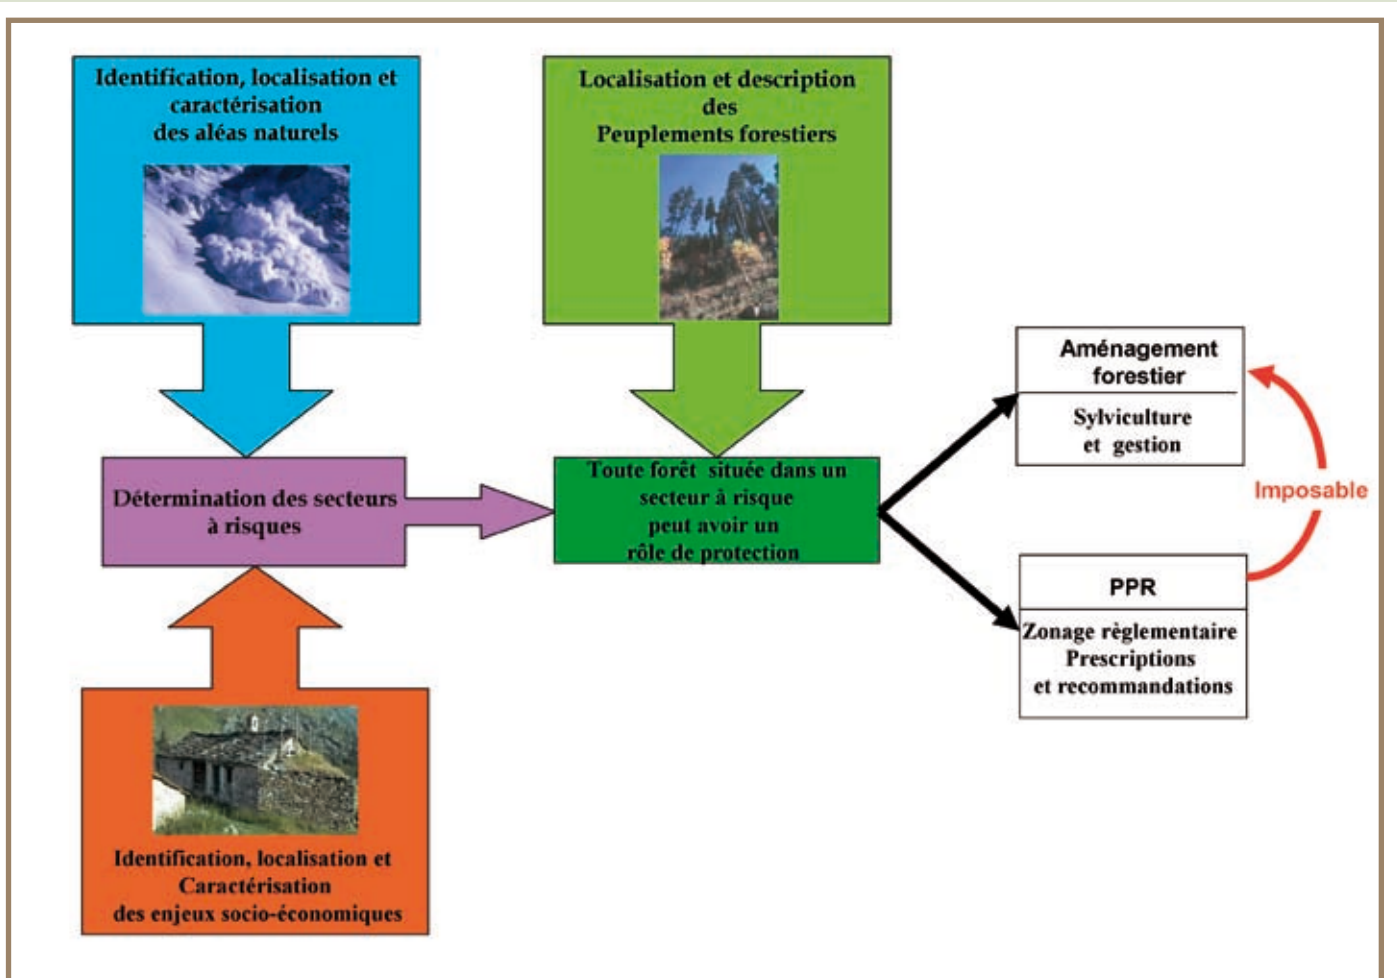 Identification, localisation et
caractérisation
des aléas naturels
Localisation et description
des
Peuplements forestiers
Aménagement
forestier
Sylviculture
et gestion
Imposable
Détermination des secteurs
à risques
Toute forêt située dans un
secteur à risque
peut avoir un
rôle de protection
PPR
Zonage règlementaire
Prescriptions
et recommandations
Identification, localisation et
Caractérisation
des enjeux socio-économiques